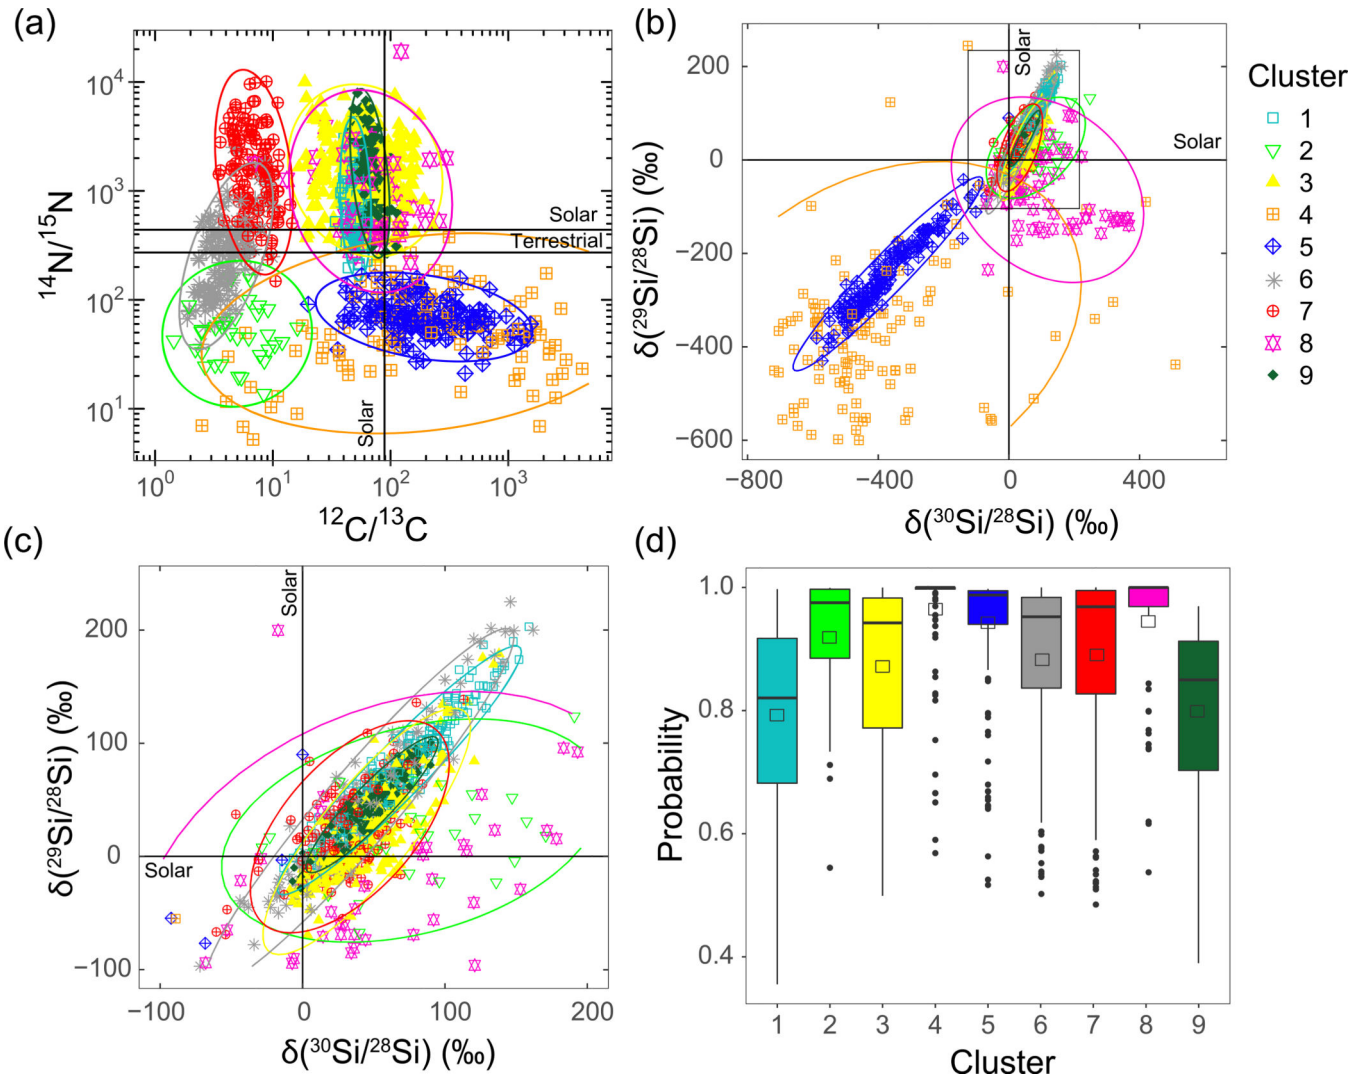 (a)
10⁴
10³
10²
10¹
¹⁴N/¹⁵N
Solar
Solar
Terrestrial
Solar
10⁰
10¹
10²
10³
¹²C/¹³C
(b)
200
0
−200
−400
−600
δ(²⁹Si/²⁸Si) (‰)
Solar
Solar
−800
−400
0
400
δ(³⁰Si/²⁸Si) (‰)
Cluster
1
2
3
4
5
6
7
8
9
(c)
200
100
0
−100
δ(²⁹Si/²⁸Si) (‰)
Solar
Solar
−100
0
100
200
δ(³⁰Si/²⁸Si) (‰)
(d)
1.0
0.8
0.6
0.4
Probability
1 2 3 4 5 6 7 8 9
Cluster